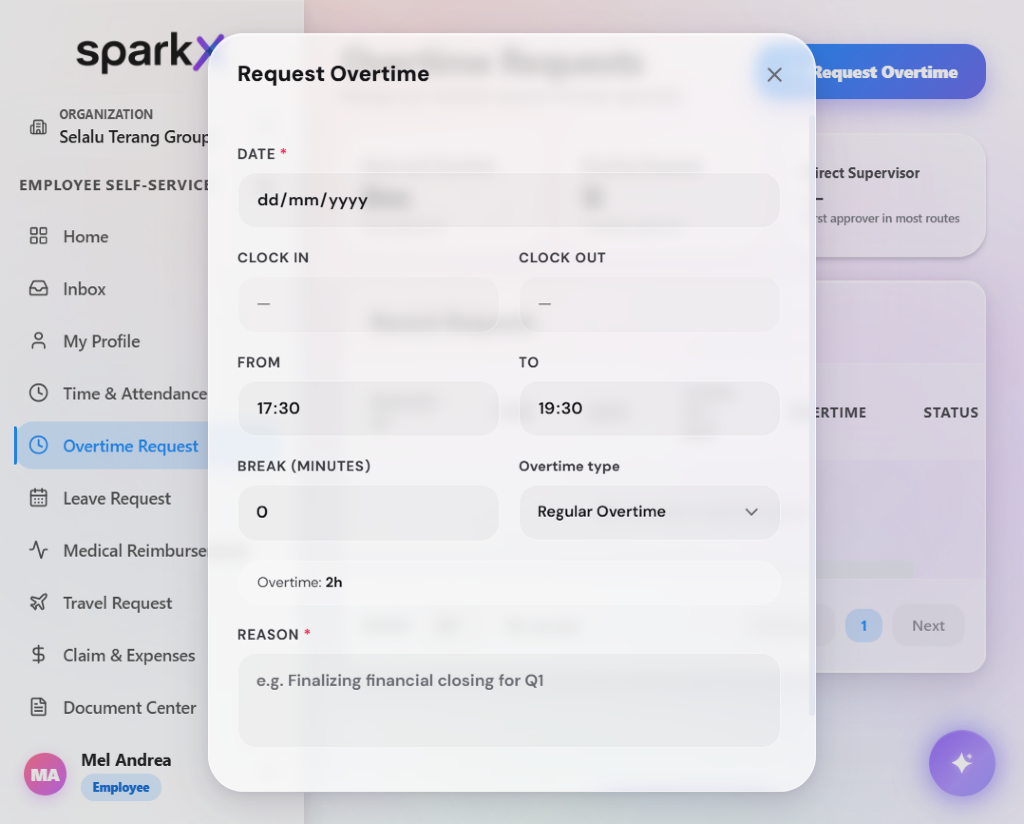 sparkX
ORGANIZATION
Selalu Terang Group
EMPLOYEE SELF-SERVICE
Home
Inbox
My Profile
Time & Attendance
Overtime Request
Leave Request
Medical Reimburse
Travel Request
Claim & Expenses
Document Center
MA
Mel Andrea
Employee
Request Overtime
DATE *
dd/mm/yyyy
CLOCK IN
CLOCK OUT
—
—
FROM
TO
17:30
19:30
BREAK (MINUTES)
Overtime type
0
Regular Overtime
Overtime: 2h
REASON *
e.g. Finalizing financial closing for Q1
Request Overtime
irect Supervisor
—
rst approver in most routes
ERTIME
STATUS
1
Next